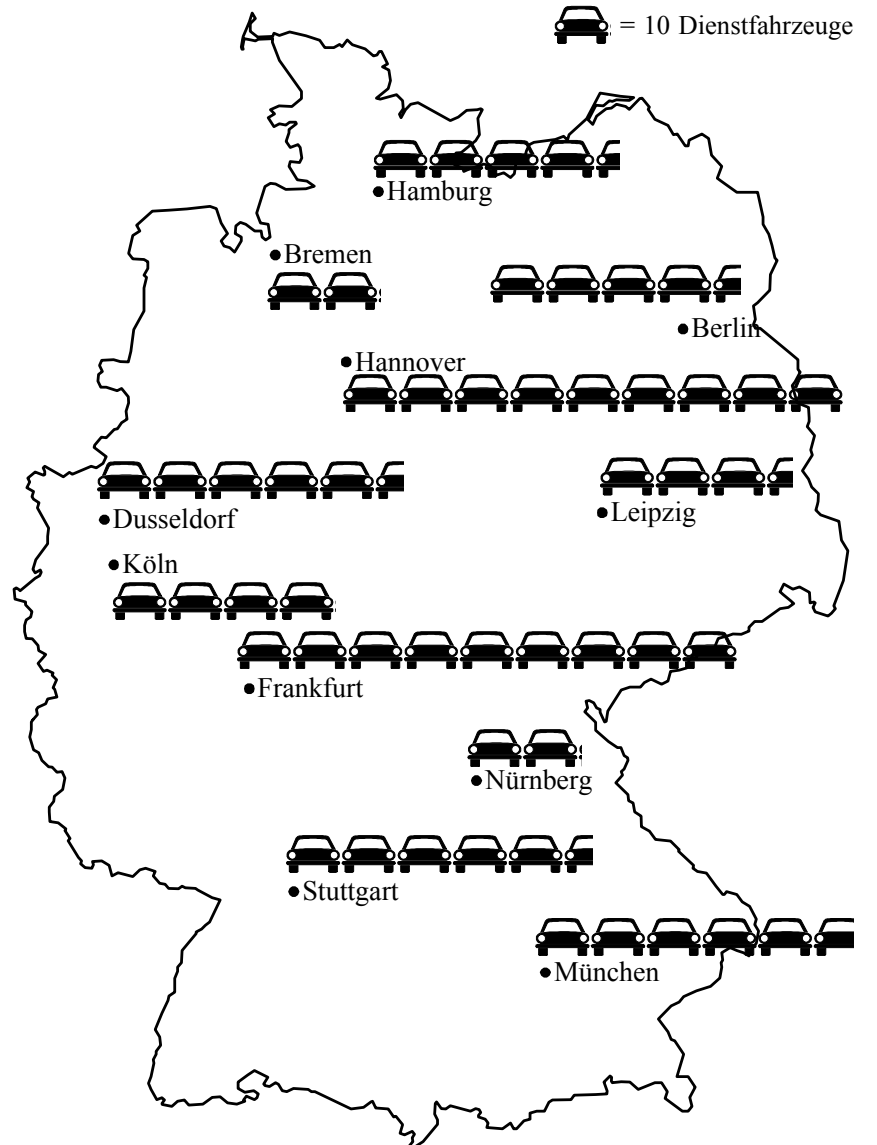 = 10 Dienstfahrzeuge
Hamburg
Bremen
Berlin
Hannover
Leipzig
Dusseldorf
Köln
Frankfurt
Nürnberg
Stuttgart
München